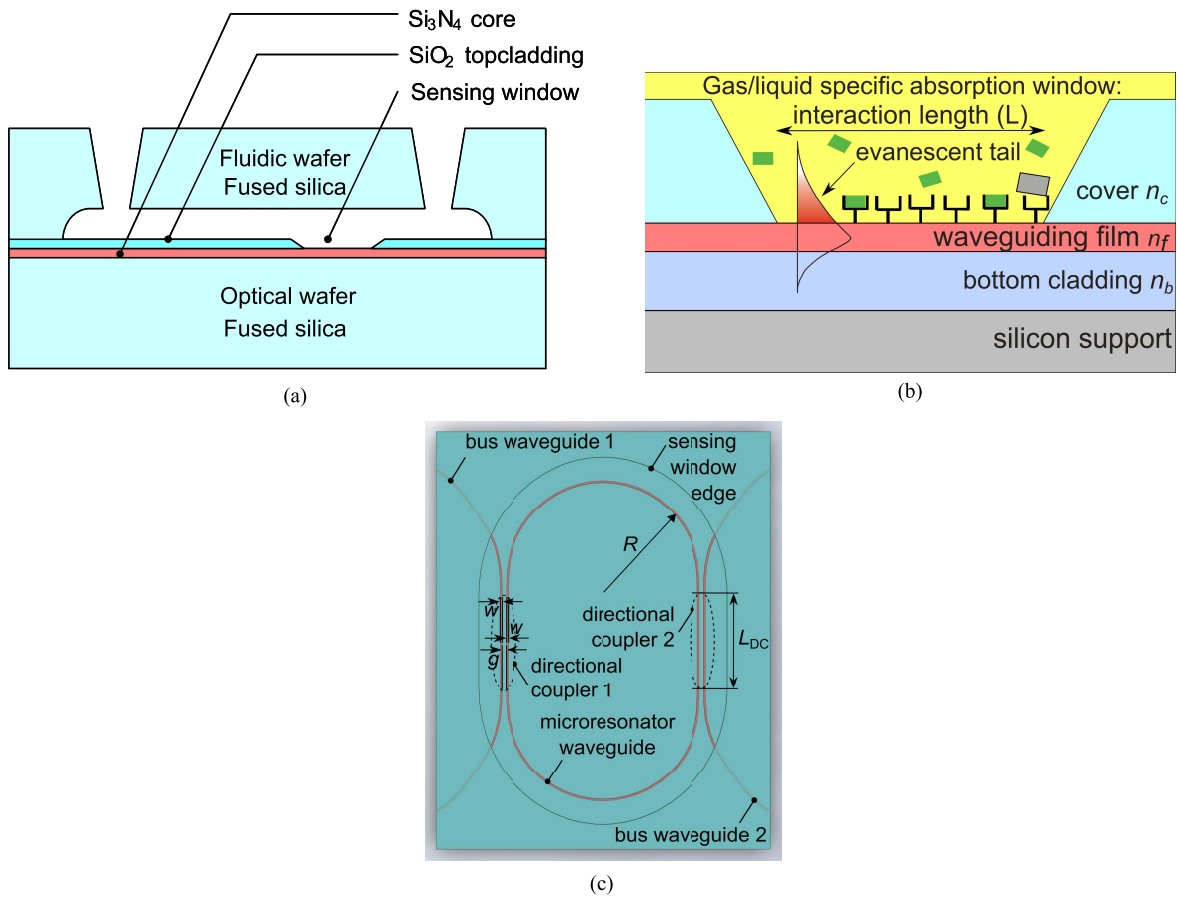 Si3N4 core
SiO2 topcladding
Sensing window
Fluidic wafer
Fused silica
Optical wafer
Fused silica
(a)
Gas/liquid specific absorption window:
interaction length (L)
evanescent tail
cover nc
waveguiding film nf
bottom cladding nb
silicon support
(b)
bus waveguide 1
sensing
window
edge
R
directional
coupler 2
LDC
w
w
g
directional
coupler 1
microresonator
waveguide
bus waveguide 2
(c)